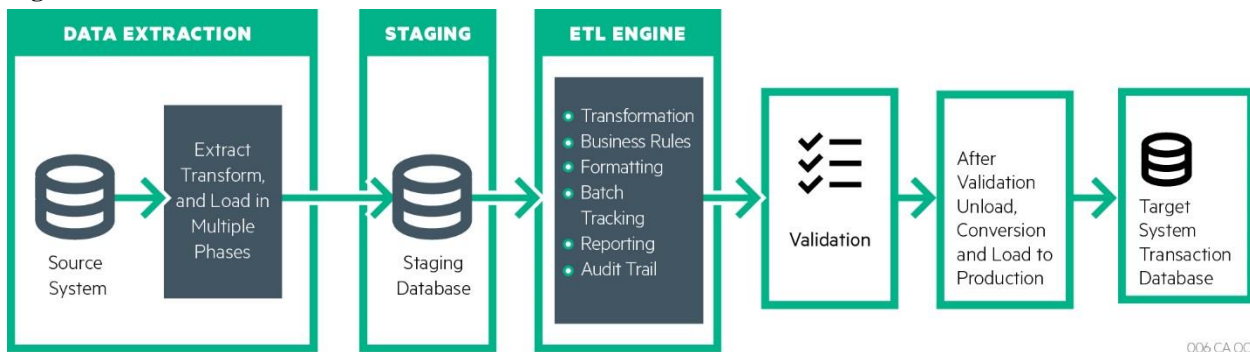 DATA EXTRACTION
Source
System
Extract
Transform,
and Load in
Multiple
Phases
STAGING
Staging
Database
ETL ENGINE
Transformation
Business Rules
Formatting
Batch
Tracking
Reporting
Audit Trail
Validation
After
Validation
Unload,
Conversion
and Load to
Production
Target
System
Transaction
Database